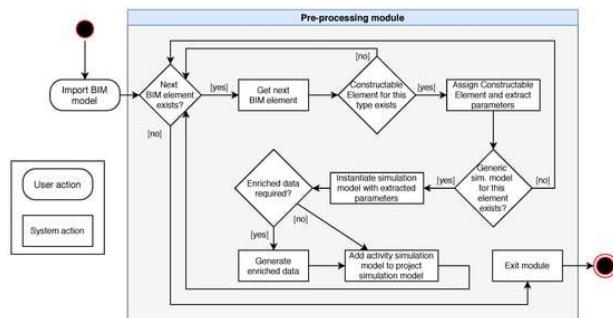 Pre-processing module
Import BIM
model
Next
BIM element
exists?
[yes]
Get next
BIM element
[no]
Constructable
Element for this
type exists
[yes]
Assign Constructable
Element and extract
parameters
[no]
Generic
sim. model
for this
element
exists?
[no]
[yes]
Instantiate simulation
model with extracted
parameters
Enriched data
required?
[no]
[yes]
Generate
enriched data
Add activity simulation
model to project
simulation model
Exit module
User action
System action